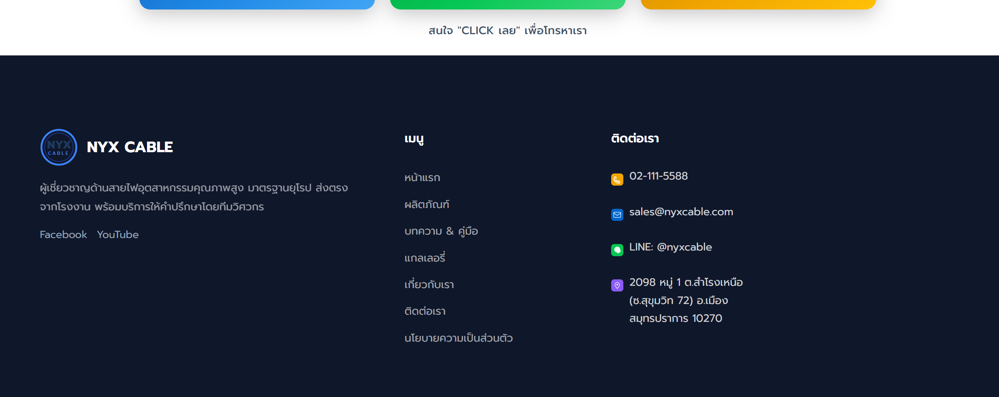 สนใจ "CLICK เลย" เพื่อโทรหาเรา
NYX
CABLE
NYX CABLE
ผู้เชี่ยวชาญด้านสายไฟอุตสาหกรรมคุณภาพสูง มาตรฐานยุโรป ส่งตรง
จากโรงงาน พร้อมบริการให้คำปรึกษาโดยทีมวิศวกร
Facebook YouTube
เมนู
หน้าแรก
ผลิตภัณฑ์
บทความ & คู่มือ
แกลเลอรี่
เกี่ยวกับเรา
ติดต่อเรา
นโยบายความเป็นส่วนตัว
ติดต่อเรา
02-111-5588
sales@nyxcable.com
LINE: @nyxcable
2098 หมู่ 1 ต.สำโรงเหนือ
(ซ.สุขุมวิท 72) อ.เมือง
สมุทรปราการ 10270